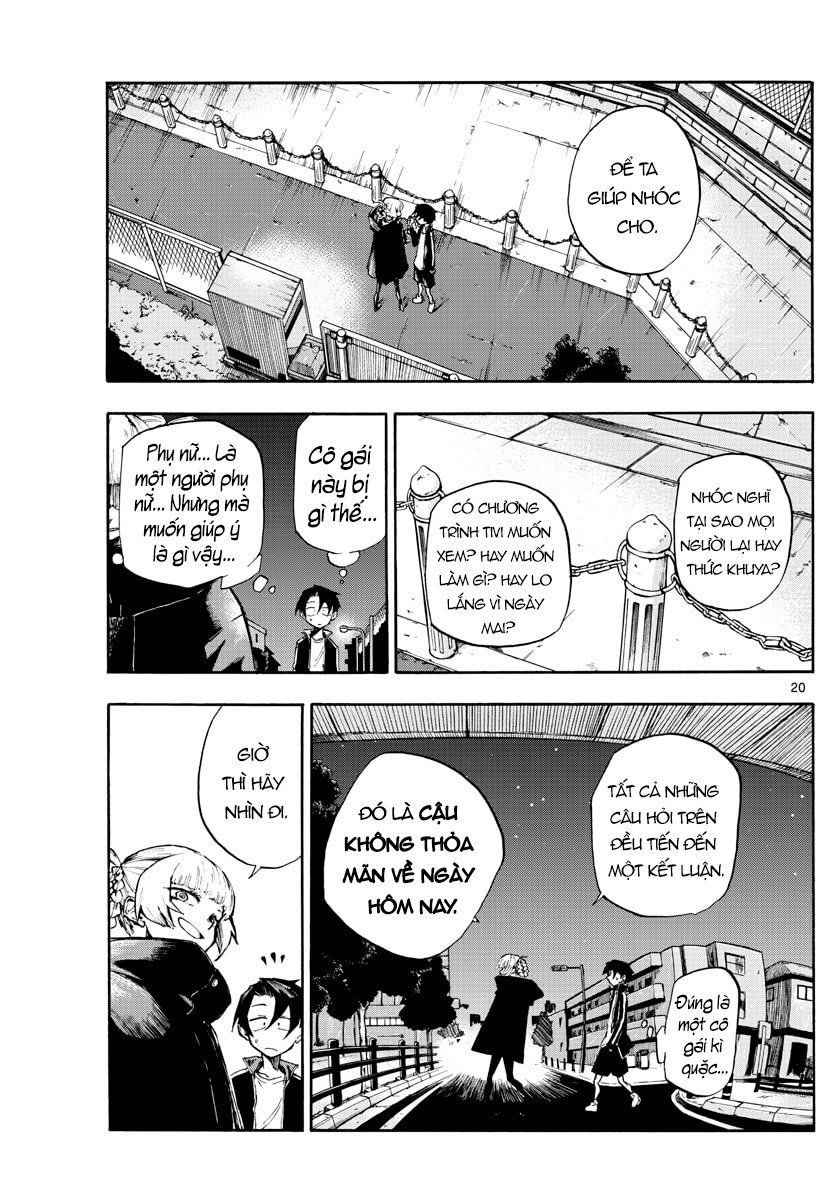 ĐỂ TA
GIÚP NHÓC
CHO.
NHÓC NGHĨ
TẠI SAO MỌI
NGƯỜI LẠI HAY
THỨC KHUYA?
CÓ CHƯƠNG
TRÌNH TIVI MUỐN
XEM? HAY MUỐN
LÀM GÌ? HAY LO
LẮNG VÌ NGÀY
MAI?
Cô gái
này bị
gì thế...
Phụ nữ... Là
một người phụ
nữ... Nhưng mà
muốn giúp ý
là gì vậy...
20
TẤT CẢ NHỮNG
CÂU HỎI TRÊN
ĐỀU TIẾN ĐẾN
MỘT KẾT LUẬN.
ĐÓ LÀ CẬU
KHÔNG THỎA
MÃN VỀ NGÀY
HÔM NAY.
Đúng là
một cô
gái kì
quặc...
GIỜ
THÌ HÃY
NHÌN ĐI.